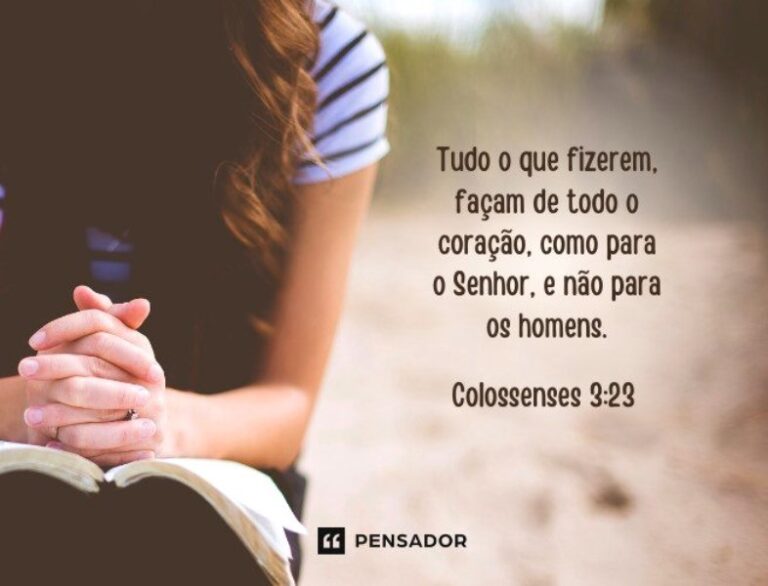 Tudo o que fizerem,
façam de todo o
coração, como para
o Senhor, e não para
os homens.
Colossenses 3:23
PENSADOR